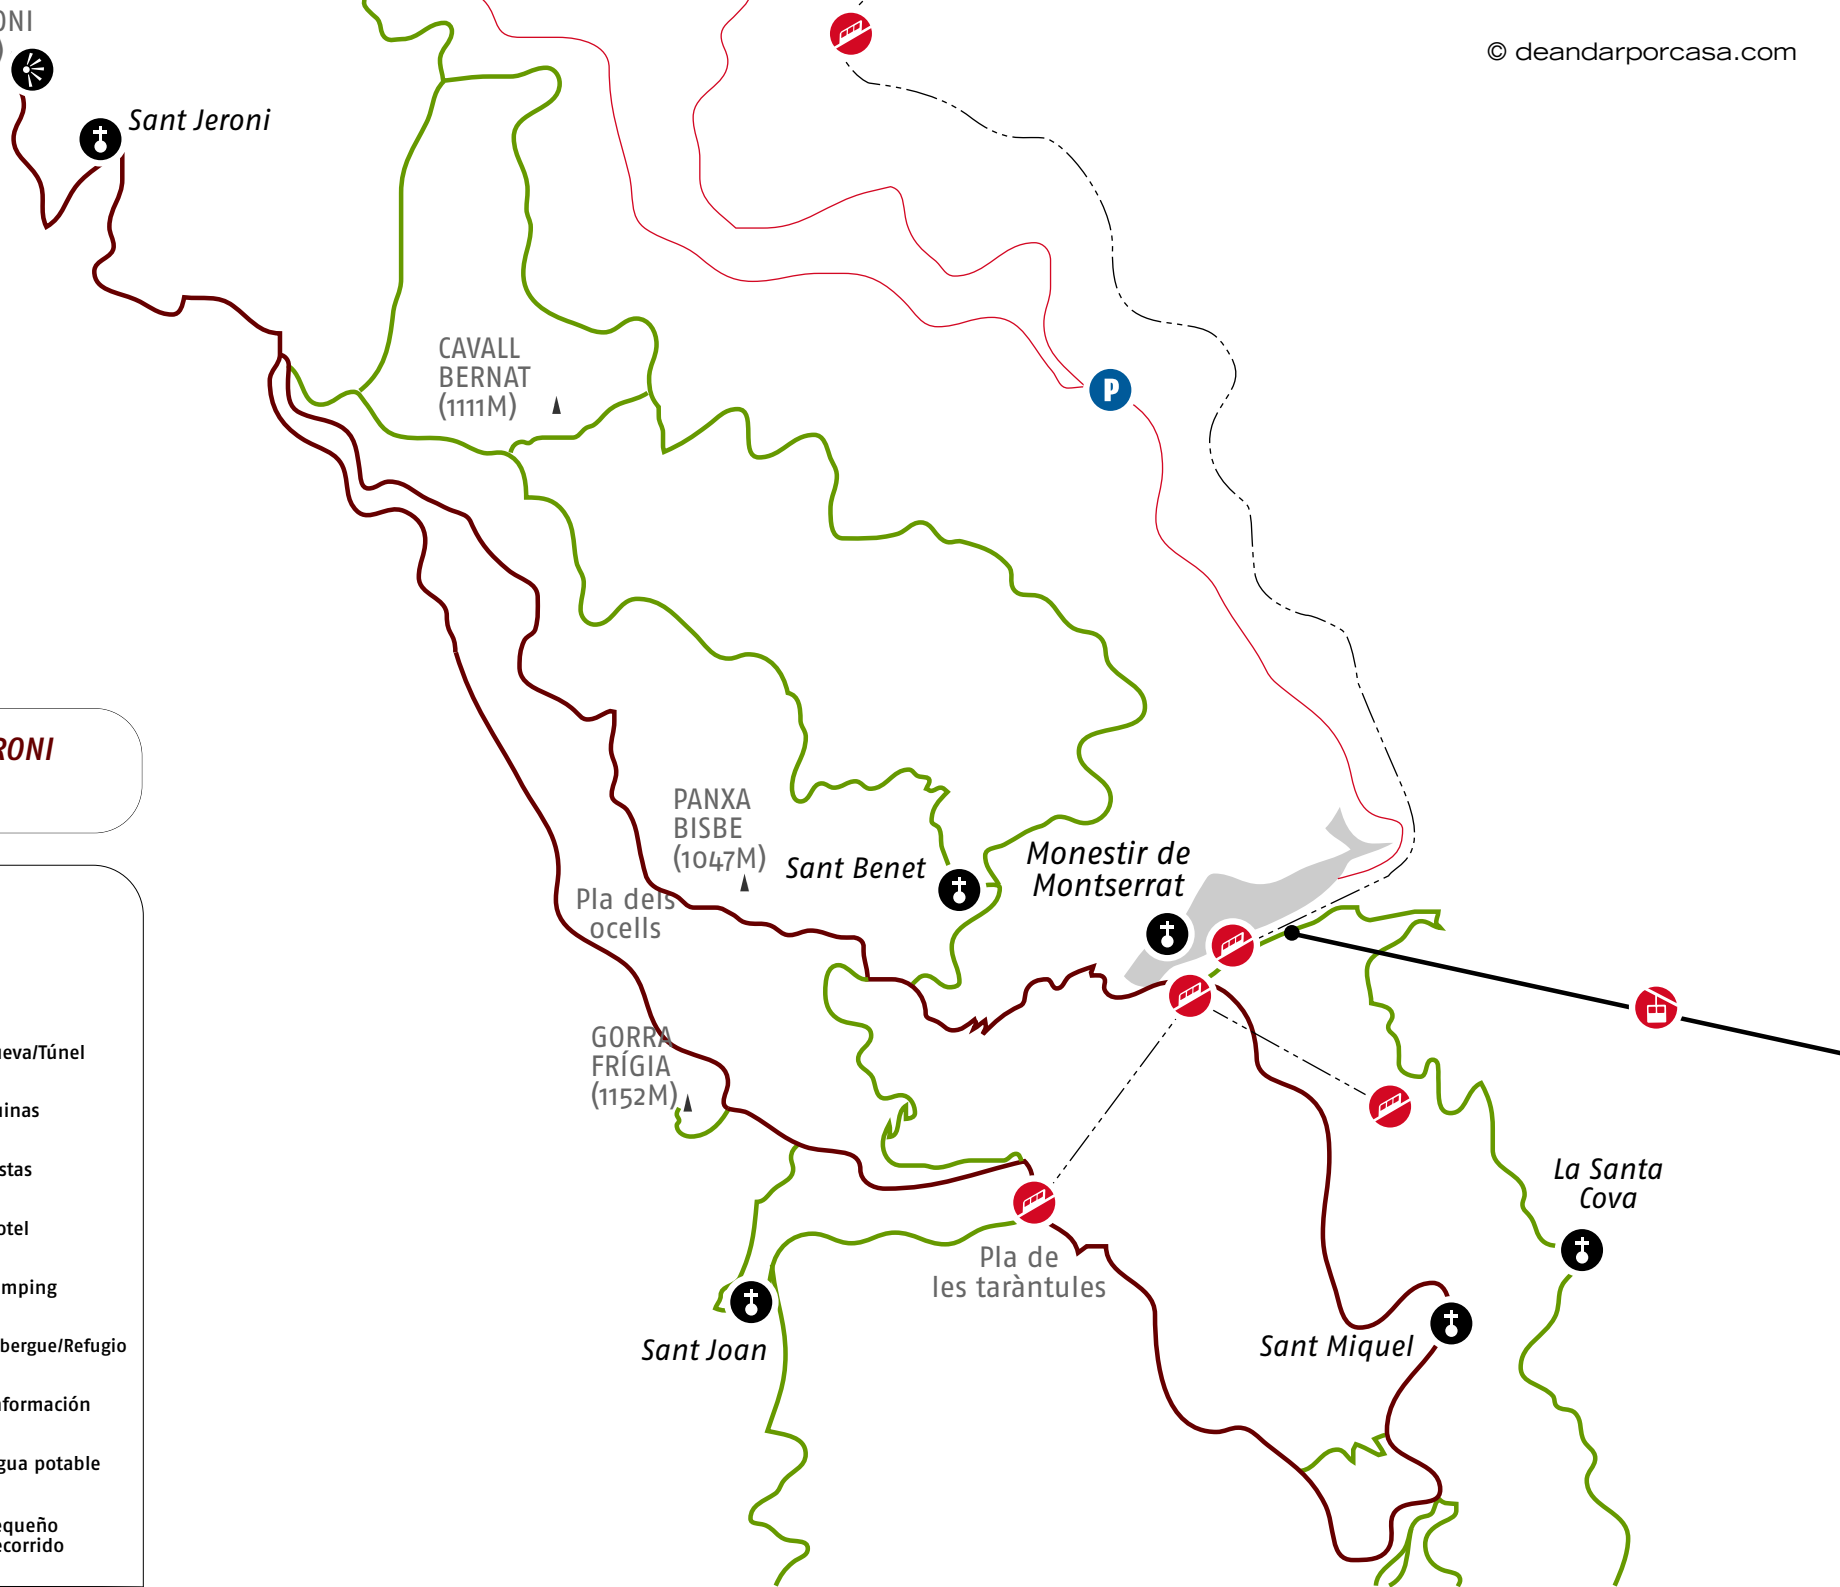 ONI
© deandarporcasa.com
Sant Jeroni
CAVALL
BERNAT
(1111M)
RONI
PANXA
BISBE
(1047M)
Sant Benet
Monestir de
Montserrat
Pla dels
ocells
GORRA
FRÍGIA
(1152M)
ueva/Túnel
uinas
stas
otel
mping
bergue/Refugio
nformación
gua potable
equeño
ecorrido
La Santa
Cova
Pla de
les taràntules
Sant Joan
Sant Miquel
P